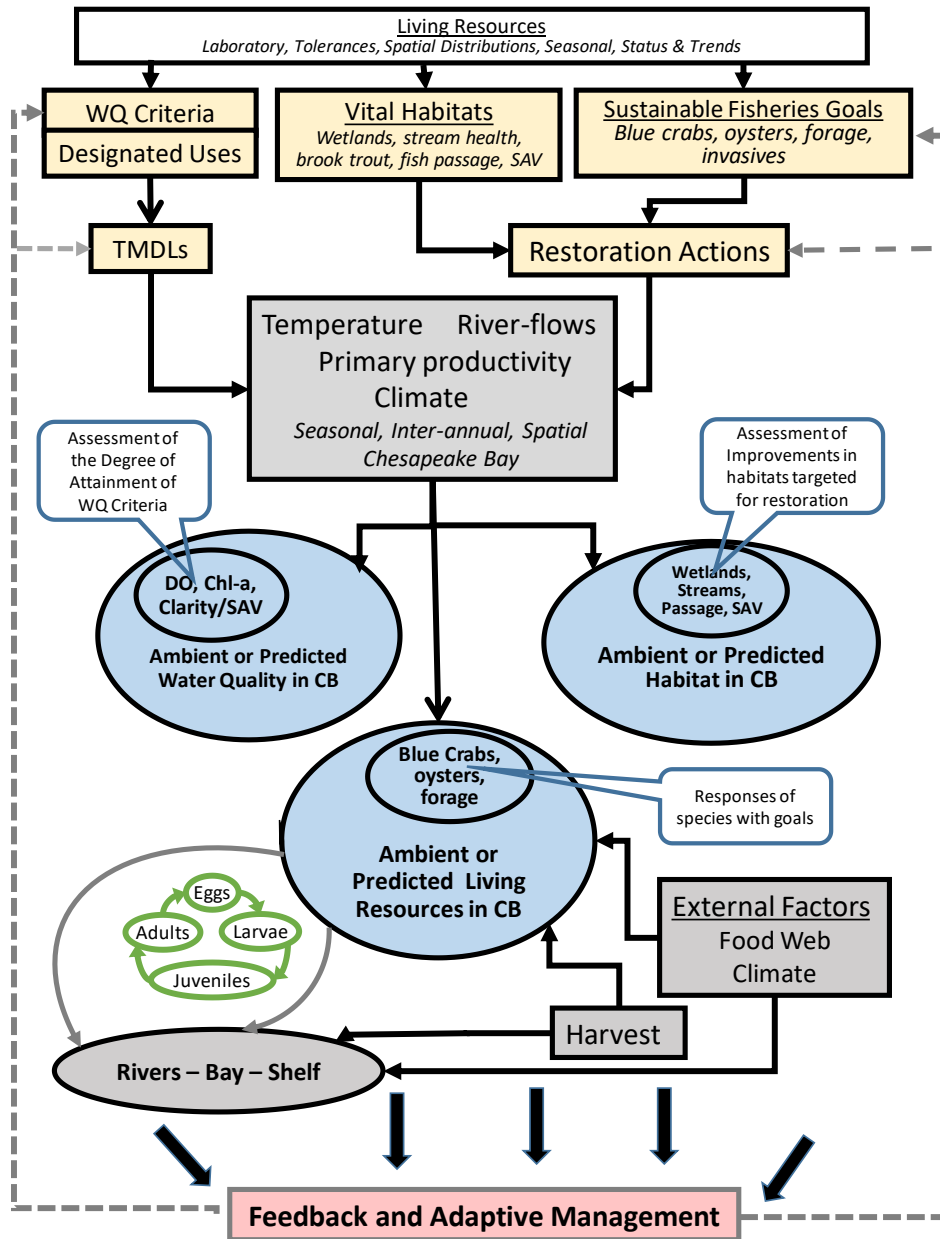 Living Resources
Laboratory, Tolerances, Spatial Distributions, Seasonal, Status & Trends
WQ Criteria
Designated Uses
Vital Habitats
Wetlands, stream health,
brook trout, fish passage, SAV
Sustainable Fisheries Goals
Blue crabs, oysters, forage,
invasives
TMDLs
Restoration Actions
Temperature River-flows
Primary productivity
Climate
Seasonal, Inter-annual, Spatial
Chesapeake Bay
Assessment of
the Degree of
Attainment of
WQ Criteria
Assessment of
Improvements in
habitats targeted
for restoration
DO, Chl-a,
Clarity/SAV
Ambient or Predicted
Water Quality in CB
Wetlands,
Streams,
Passage, SAV
Ambient or Predicted
Habitat in CB
Blue Crabs,
oysters,
forage
Ambient or
Predicted Living
Resources in CB
Responses of
species with goals
Eggs
Adults
Larvae
Juveniles
External Factors
Food Web
Climate
Harvest
Rivers – Bay – Shelf
Feedback and Adaptive Management